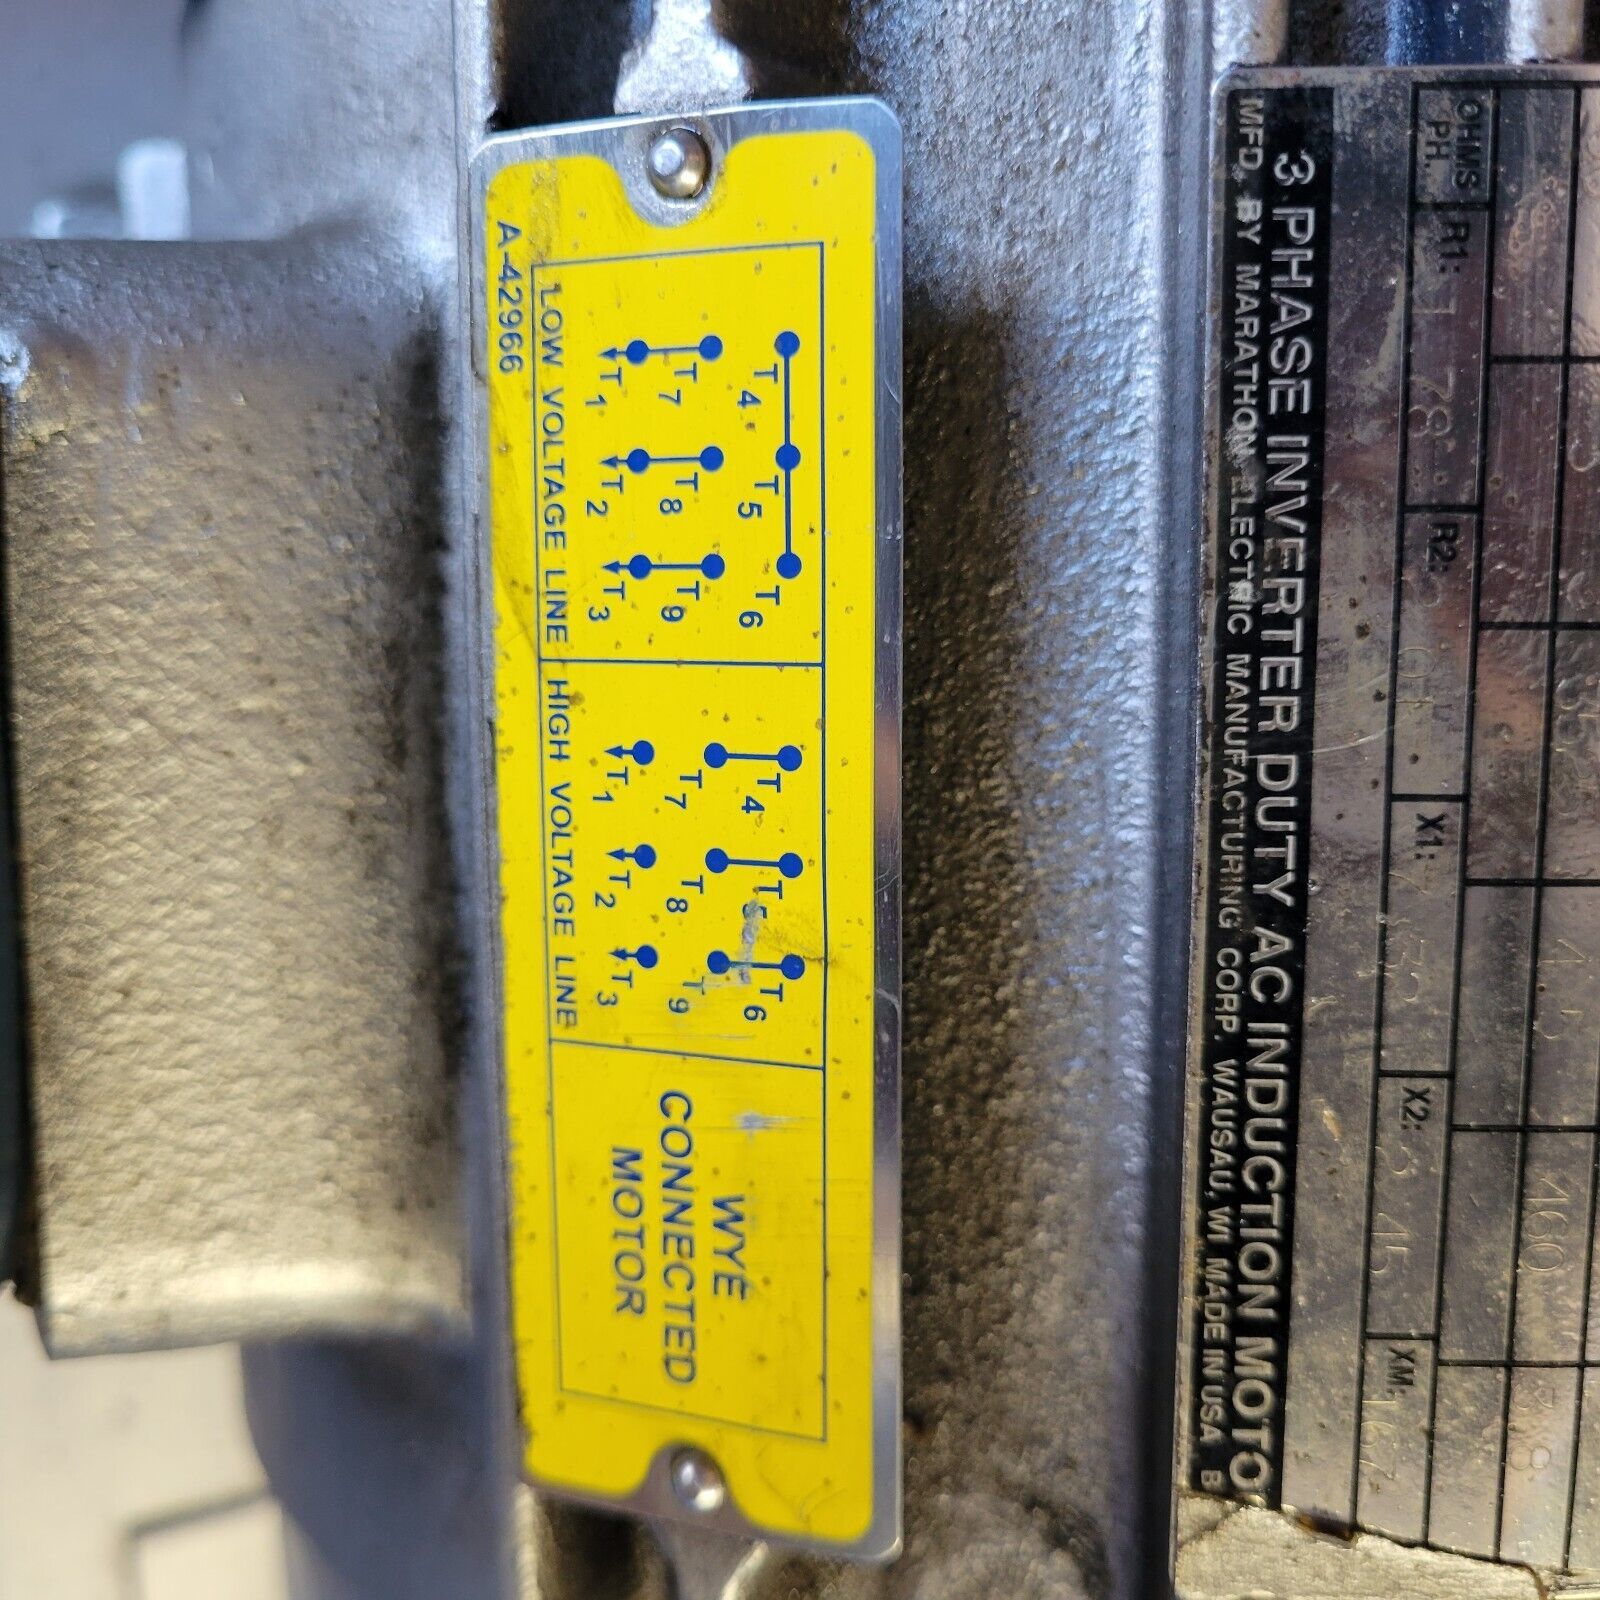 460
OHMS PH. R1: R2: X1: X2: XM: 167
3 PHASE INVERTER DUTY AC INDUCTION MOTO
MFD. BY MARATHON ELECTRIC MANUFACTURING CORP. WAUSAU, WI. MADE IN USA B
T4 T5 T6 T4 T5 T6
T7 T8 T9 T7 T8 T9
T1 T2 T3 T1 T2 T3
LOW VOLTAGE LINE HIGH VOLTAGE LINE
WYE
CONNECTED
MOTOR
A-42966